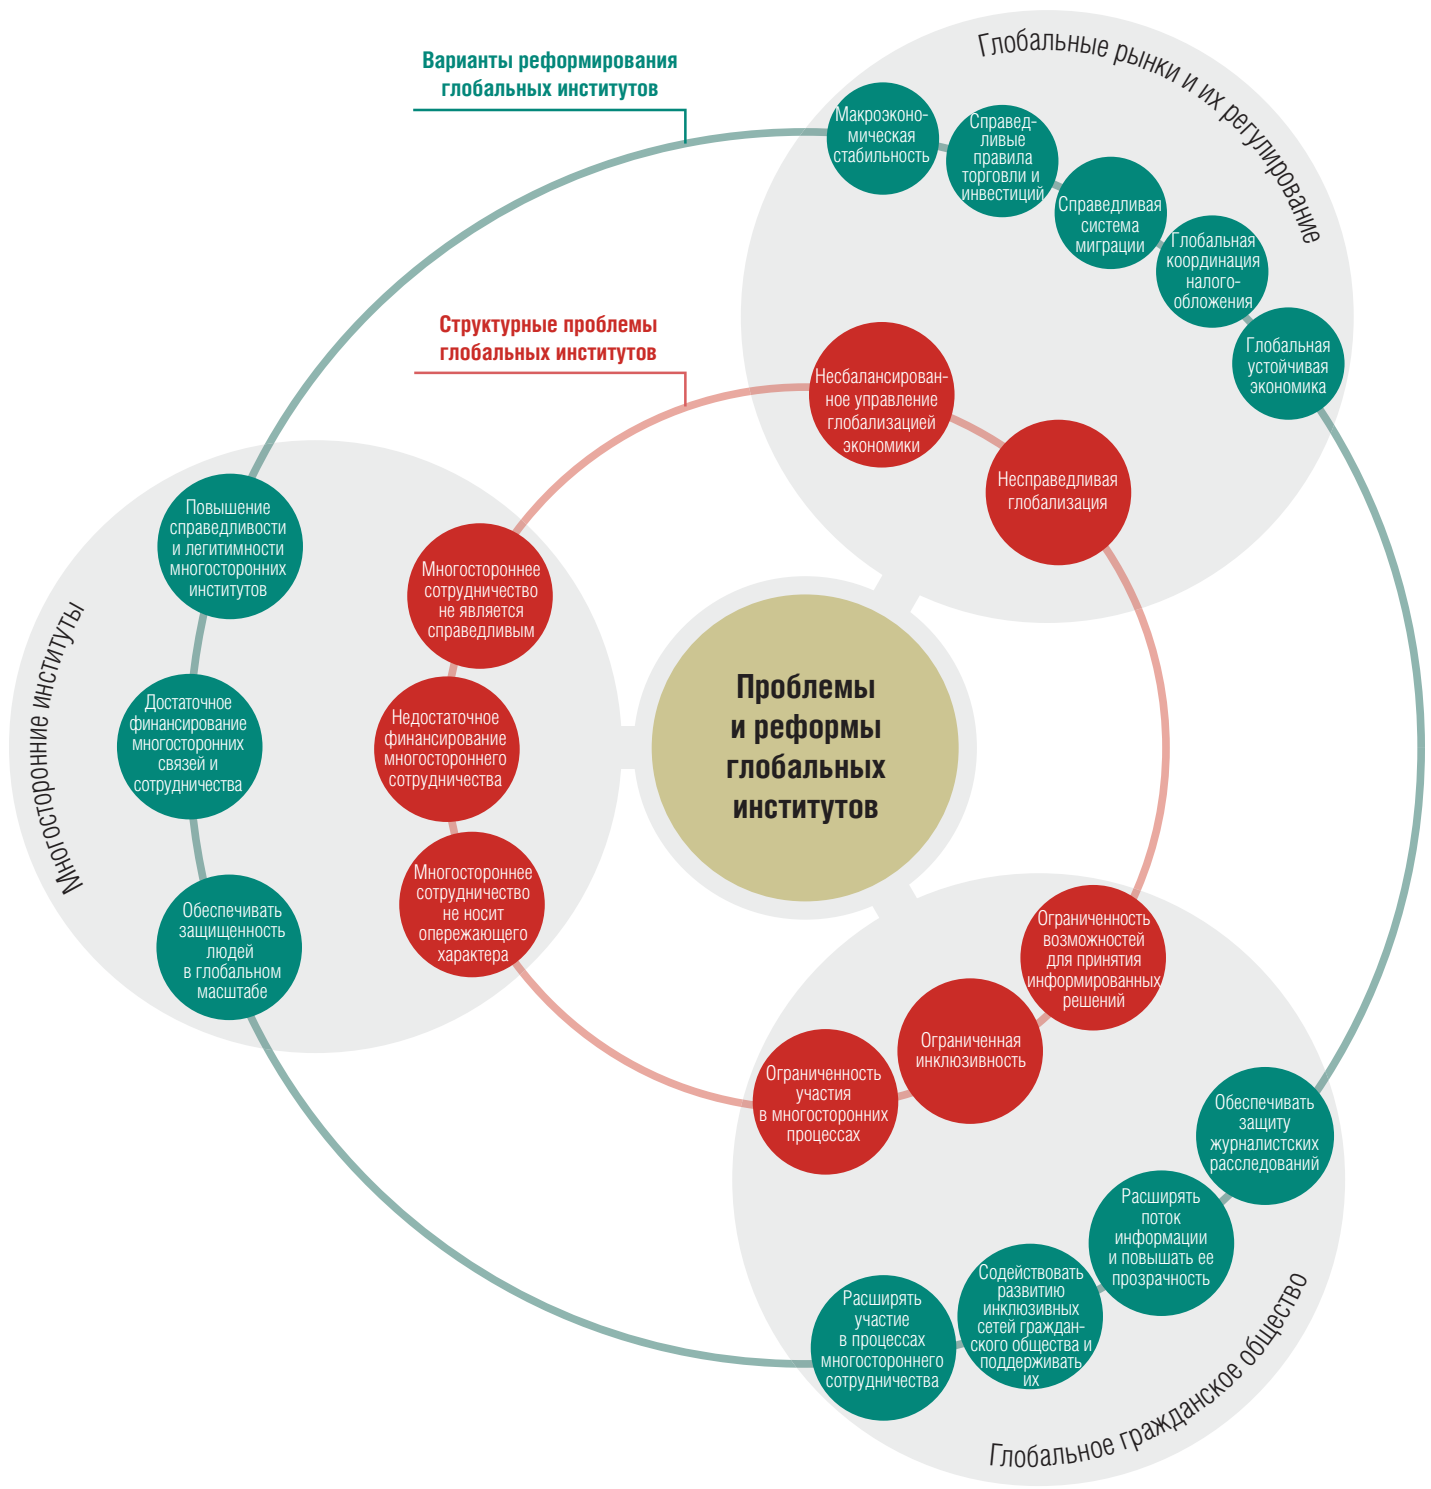 Варианты реформирования
глобальных институтов
Глобальные рынки и их регулирование
Макроэконо-
мическая
стабильность
Справед-
ливые
правила
торговли и
инвестиций
Справедливая
система
миграции
Глобальная
координация
налого-
обложения
Глобальная
устойчивая
экономика
Структурные проблемы
глобальных институтов
Несбалансирован-
ное управление
глобализацией
экономики
Несправедливая
глобализация
Многосторонние институты
Повышение
справедливости
и легитимности
многосторонних
институтов
Достаточное
финансирование
многосторонних
связей и
сотрудничества
Обеспечивать
защищенность
людей
в глобальном
масштабе
Многостороннее
сотрудничество
не является
справедливым
Недостаточное
финансирование
многостороннего
сотрудничества
Многостороннее
сотрудничество
не носит
опережающего
характера
Проблемы
и реформы
глобальных
институтов
Ограниченность
возможностей
для принятия
информированных
решений
Ограниченная
инклюзивность
Ограниченность
участия
в многосторонних
процессах
Обеспечивать
защиту
журналистских
расследований
Расширять
поток
информации
и повышать ее
прозрачность
Содействовать
развитию
инклюзивных
сетей граждан-
ского общества и
поддерживать
их
Расширять
участие
в процессах
многостороннего
сотрудничества
Глобальное гражданское общество